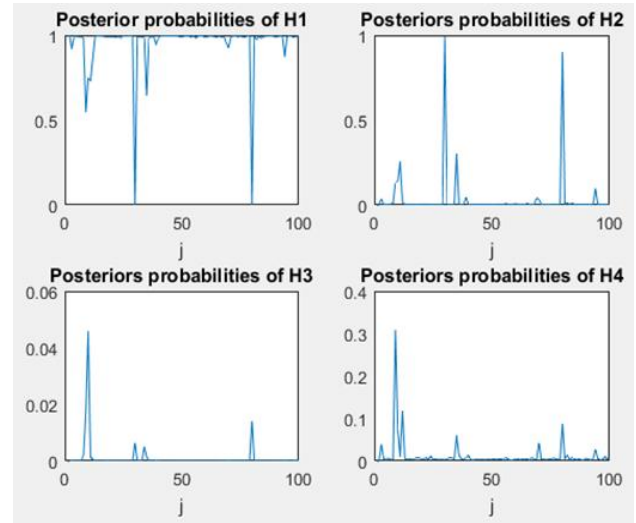 Posterior probabilities of H1
1
0.5
0
0 50 100
j
Posteriors probabilities of H2
1
0.5
0
0 50 100
j
Posteriors probabilities of H3
0.06
0.04
0.02
0
0 50 100
j
Posteriors probabilities of H4
0.4
0.3
0.2
0.1
0
0 50 100
j